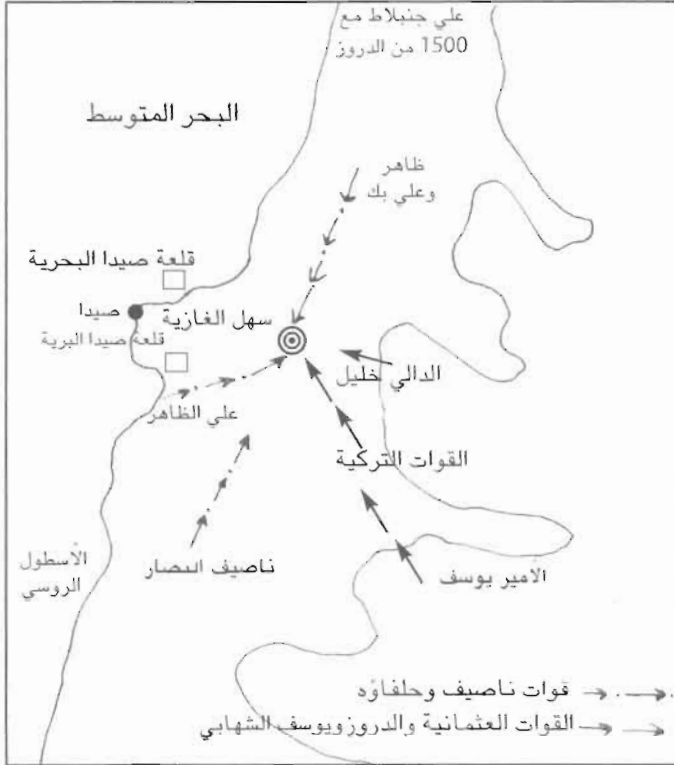 علي جنبلاط مع
1500 من الدروز
البحر المتوسط
ظاهر
وعلي بك
قلعة صيدا البحرية
صيدا
سهل الغازية
قلعة صيدا البرية
الدالي خليل
علي الظاهر
القوات التركية
ناصيف النصار
الأسطول
الروسي
الأمير يوسف
قوات ناصيف وحلفاؤه
القوات العثمانية والدروز ويوسف الشهابي